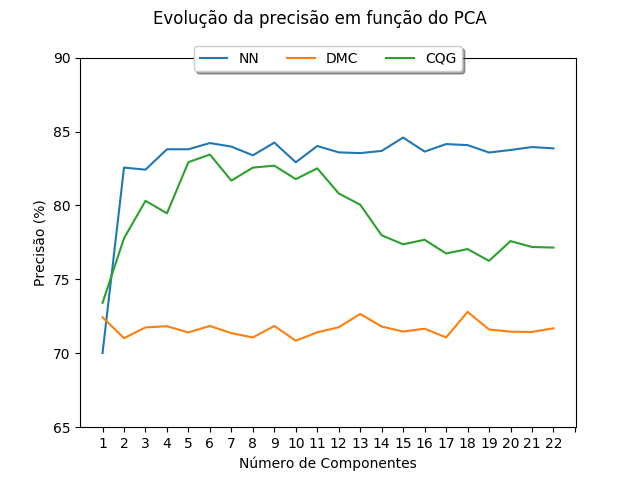 Evolução da precisão em função do PCA
NN DMC CQG
90
85
80
75
70
65
Precisão (%)
1 2 3 4 5 6 7 8 9 10 11 12 13 14 15 16 17 18 19 20 21 22
Número de Componentes